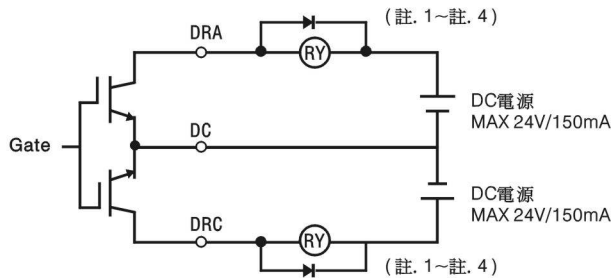 DRA
(註. 1~註. 4)
RY
DC電源
MAX 24V/150mA
Gate
DC
DC電源
MAX 24V/150mA
DRC
RY
(註. 1~註. 4)